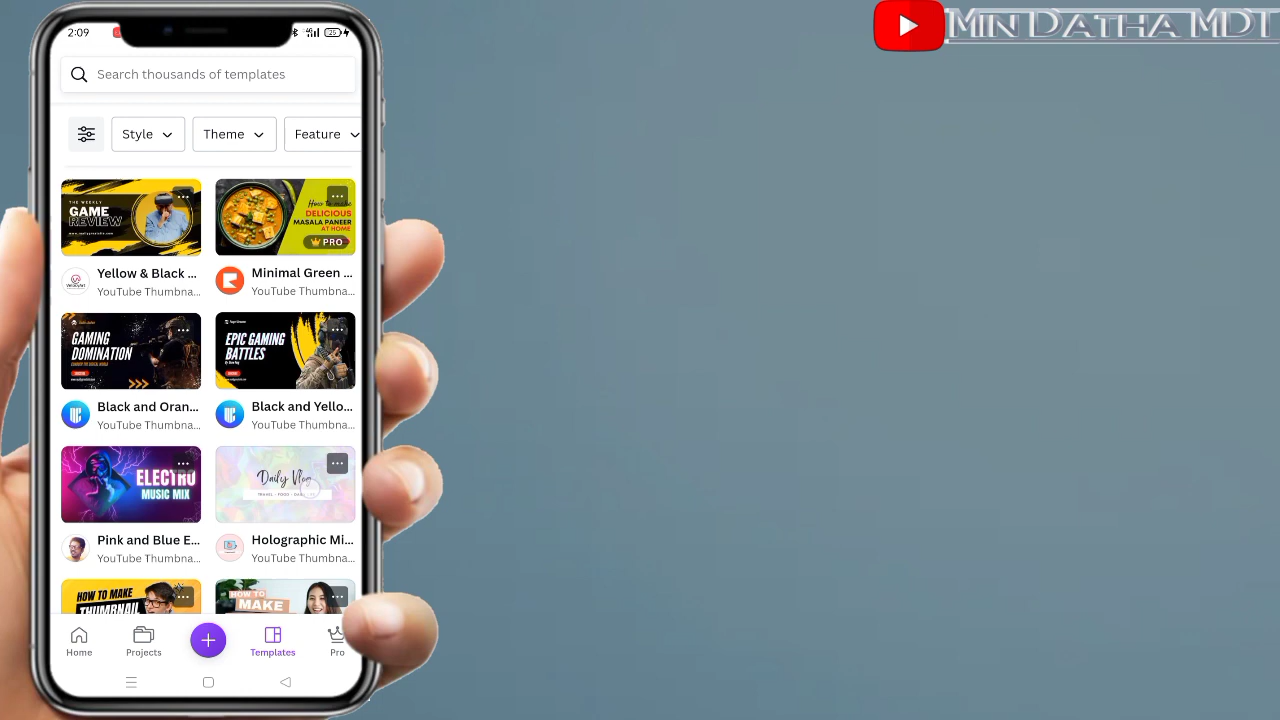 MIN DATHA MDT
2:09
25
Search thousands of templates
Style
Theme
Feature
THE WEEKLY
GAME
REVIEW
How to make
DELICIOUS
MASALA PANEER
AT HOME
PRO
Yellow & Black ...
YouTube Thumbna...
Minimal Green ...
YouTube Thumbna...
GAMING
DOMINATION
EPIC GAMING
BATTLES
Black and Oran...
YouTube Thumbna...
Black and Yello...
YouTube Thumbna...
ELECTRO
MUSIC MIX
Daily Vlog
Pink and Blue E...
YouTube Thumbna...
Holographic Mi...
YouTube Thumbna...
HOW TO MAKE
THUMBNAIL
HOW TO
MAKE
Home
Projects
Templates
Pro